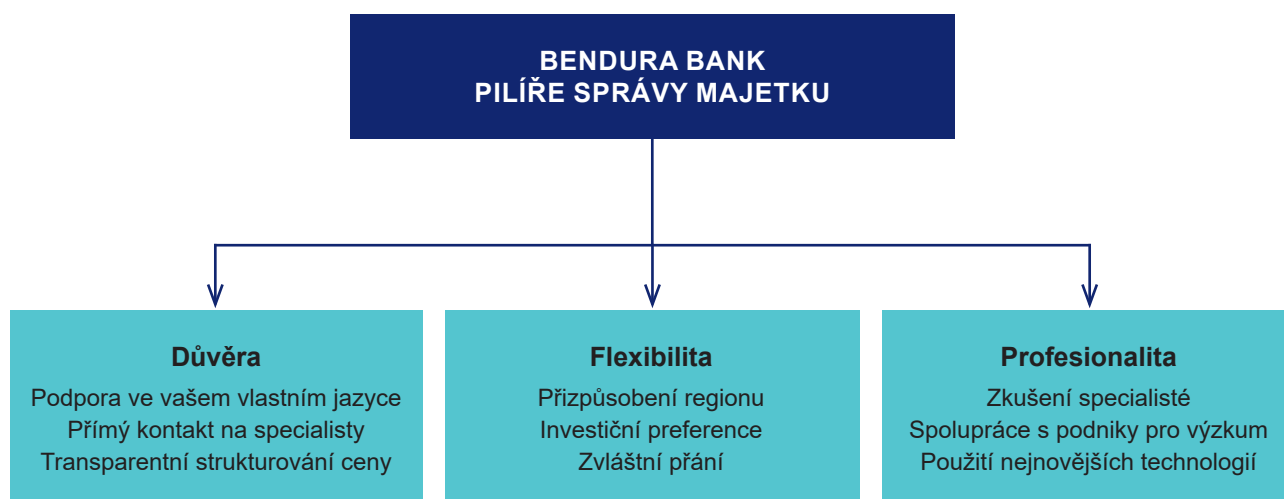 BENDURA BANK
PILÍŘE SPRÁVY MAJETKU
Důvěra
Podpora ve vašem vlastním jazyce
Přímý kontakt na specialisty
Transparentní strukturování ceny
Flexibilita
Přizpůsobení regionu
Investiční preference
Zvláštní přání
Profesionalita
Zkušení specialisté
Spolupráce s podniky pro výzkum
Použití nejnovějších technologií